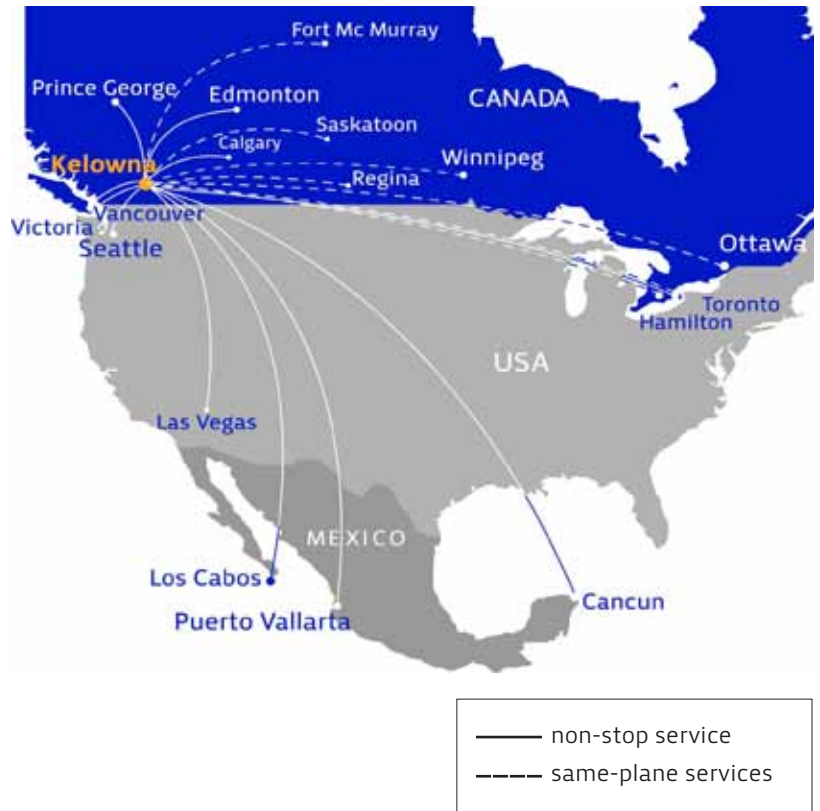 Fort Mc Murray
Prince George
Edmonton
CANADA
Saskatoon
Calgary
Winnipeg
Kelowna
Regina
Vancouver
Victoria
Seattle
Ottawa
Toronto
Hamilton
USA
Las Vegas
MEXICO
Los Cabos
Cancun
Puerto Vallarta
non-stop service
same-plane services